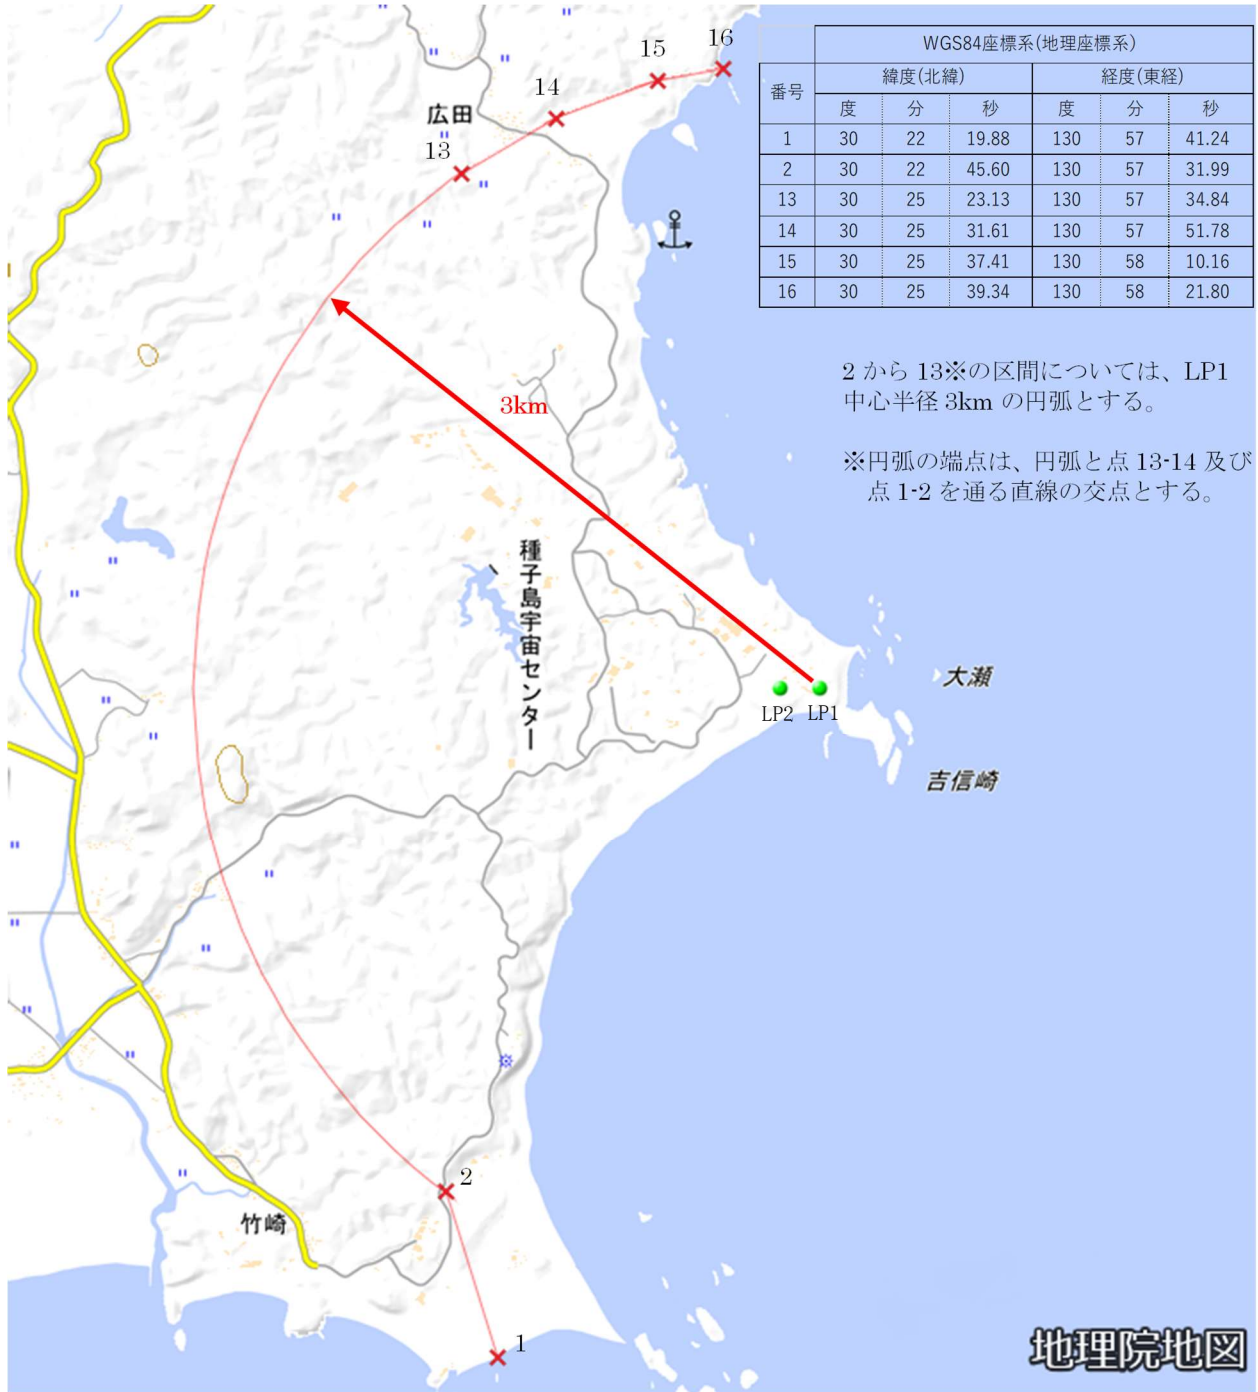 16
15
14
広田
13
WGS84座標系(地理座標系)
番号 緯度(北緯) 経度(東経)
度 分 秒 度 分 秒
1 30 22 19.88 130 57 41.24
2 30 22 45.60 130 57 31.99
13 30 25 23.13 130 57 34.84
14 30 25 31.61 130 57 51.78
15 30 25 37.41 130 58 10.16
16 30 25 39.34 130 58 21.80
2 から 13※の区間については、LP1
中心半径 3km の円弧とする。
※円弧の端点は、円弧と点 13-14 及び
点 1-2 を通る直線の交点とする。
3km
種子島宇宙センター
大瀬
LP2 LP1
吉信崎
2
竹崎
1
地理院地図